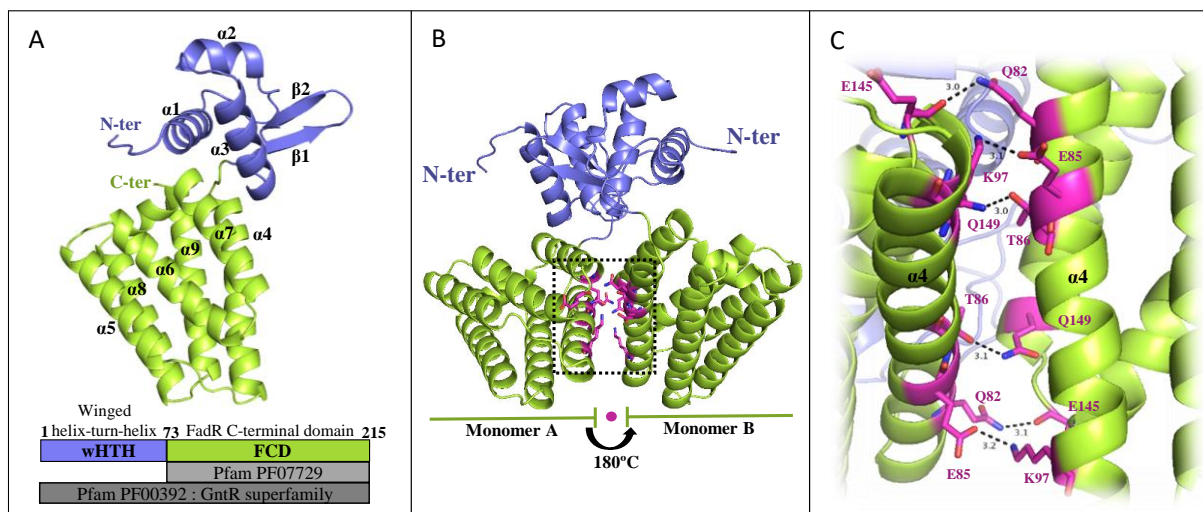 A
α2
β2
α1
N-ter
α3
β1
C-ter
α7
α4
α9
α6
α8
α5
Winged
1 helix-turn-helix 73 FadR C-terminal domain 215
wHTH FCD
Pfam PF07729
Pfam PF00392 : GntR superfamily
B
N-ter
N-ter
Monomer A
Monomer B
180ºC
C
Q82
E145
3.0
E85
3.1
K97
3.0
Q149
T86
α4
α4
T86
Q149
3.1
Q82
E145
3.1
3.2
E85
K97